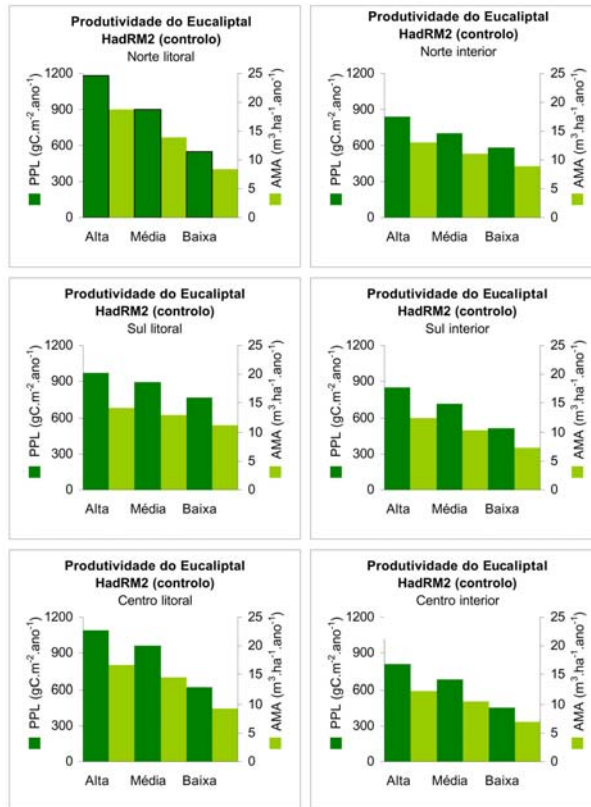 Produtividade do Eucaliptal
HadRM2 (controlo)
Norte litoral
1200
900
600
300
0
25
20
15
10
5
0
PPL (gC.m⁻².ano⁻¹)
AMA (m³.ha⁻¹.ano⁻¹)
Alta Média Baixa
Produtividade do Eucaliptal
HadRM2 (controlo)
Norte interior
1200
900
600
300
0
25
20
15
10
5
0
PPL (gC.m⁻².ano⁻¹)
AMA (m³.ha⁻¹.ano⁻¹)
Alta Média Baixa
Produtividade do Eucaliptal
HadRM2 (controlo)
Sul litoral
1200
900
600
300
0
25
20
15
10
5
0
PPL (gC.m⁻².ano⁻¹)
AMA (m³.ha⁻¹.ano⁻¹)
Alta Média Baixa
Produtividade do Eucaliptal
HadRM2 (controlo)
Sul interior
1200
900
600
300
0
25
20
15
10
5
0
PPL (gC.m⁻².ano⁻¹)
AMA (m³.ha⁻¹.ano⁻¹)
Alta Média Baixa
Produtividade do Eucaliptal
HadRM2 (controlo)
Centro litoral
1200
900
600
300
0
25
20
15
10
5
0
PPL (gC.m⁻².ano⁻¹)
AMA (m³.ha⁻¹.ano⁻¹)
Alta Média Baixa
Produtividade do Eucaliptal
HadRM2 (controlo)
Centro interior
1200
900
600
300
0
25
20
15
10
5
0
PPL (gC.m⁻².ano⁻¹)
AMA (m³.ha⁻¹.ano⁻¹)
Alta Média Baixa